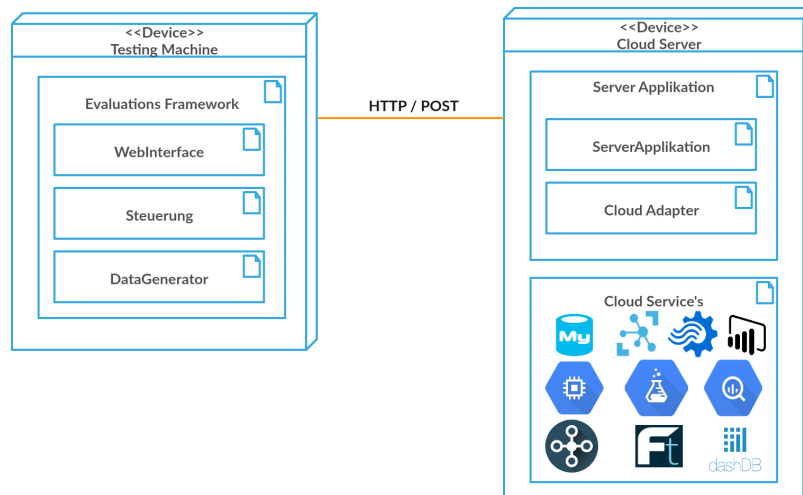 <<Device>>
Testing Machine
Evaluations Framework
WebInterface
Steuerung
DataGenerator
HTTP / POST
<<Device>>
Cloud Server
Server Applikation
ServerApplikation
Cloud Adapter
Cloud Service's
My
Ft
dashDB